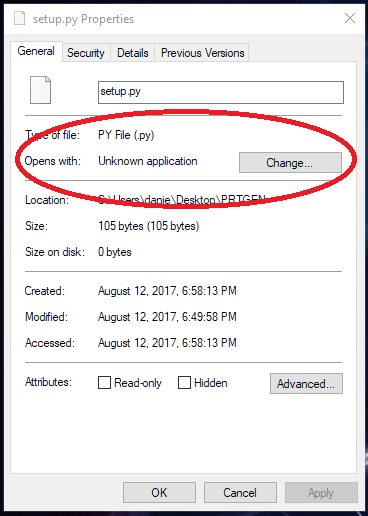 setup.py Properties
General Security Details Previous Versions
setup.py
Type of file: PY File (.py)
Opens with: Unknown application Change...
Location: C:\Users\danie\Desktop\PRTGEN
Size: 105 bytes (105 bytes)
Size on disk: 0 bytes
Created: August 12, 2017, 6:58:13 PM
Modified: August 12, 2017, 6:49:58 PM
Accessed: August 12, 2017, 6:58:13 PM
Attributes: Read-only Hidden Advanced...
OK Cancel Apply